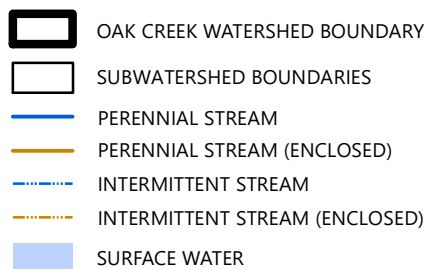 OAK CREEK WATERSHED BOUNDARY
SUBWATERSHED BOUNDARIES
PERENNIAL STREAM
PERENNIAL STREAM (ENCLOSED)
INTERMITTENT STREAM
INTERMITTENT STREAM (ENCLOSED)
SURFACE WATER